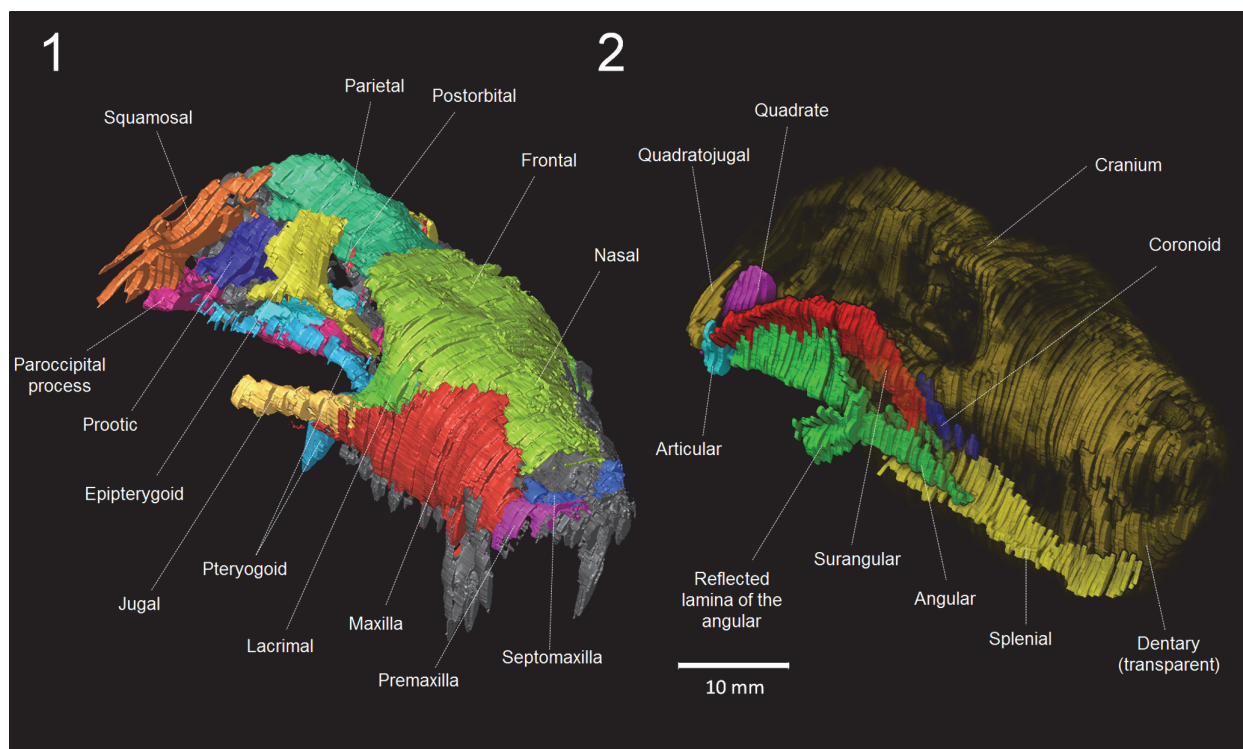 1
2
Squamosal
Parietal
Postorbital
Frontal
Nasal
Paroccipital
process
Prootic
Epipterygoid
Jugal
Pteryogoid
Lacrimal
Maxilla
Premaxilla
Septomaxilla
Quadratojugal
Quadrate
Cranium
Coronoid
Articular
Reflected
lamina of the
angular
Surangular
Angular
Splenial
Dentary
(transparent)
10 mm